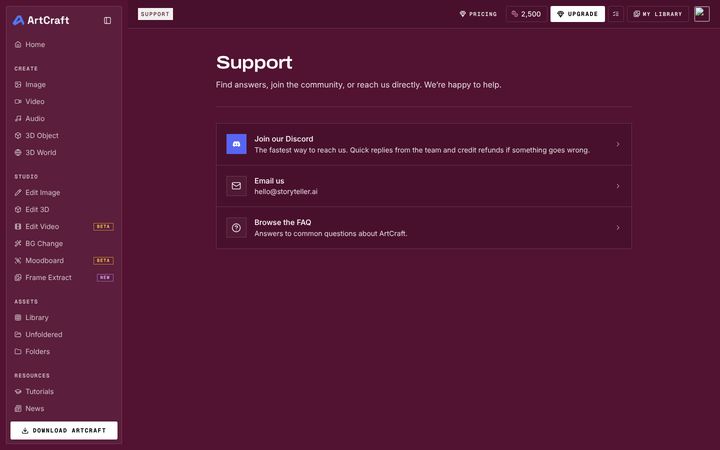 ArtCraft
Home
CREATE
Image
Video
Audio
3D Object
3D World
STUDIO
Edit Image
Edit 3D
Edit Video BETA
BG Change
Moodboard BETA
Frame Extract NEW
ASSETS
Library
Unfoldered
Folders
RESOURCES
Tutorials
News
DOWNLOAD ARTCRAFT
SUPPORT
PRICING
2,500
UPGRADE
MY LIBRARY
Support
Find answers, join the community, or reach us directly. We’re happy to help.
Join our Discord
The fastest way to reach us. Quick replies from the team and credit refunds if something goes wrong.
Email us
hello@storyteller.ai
Browse the FAQ
Answers to common questions about ArtCraft.